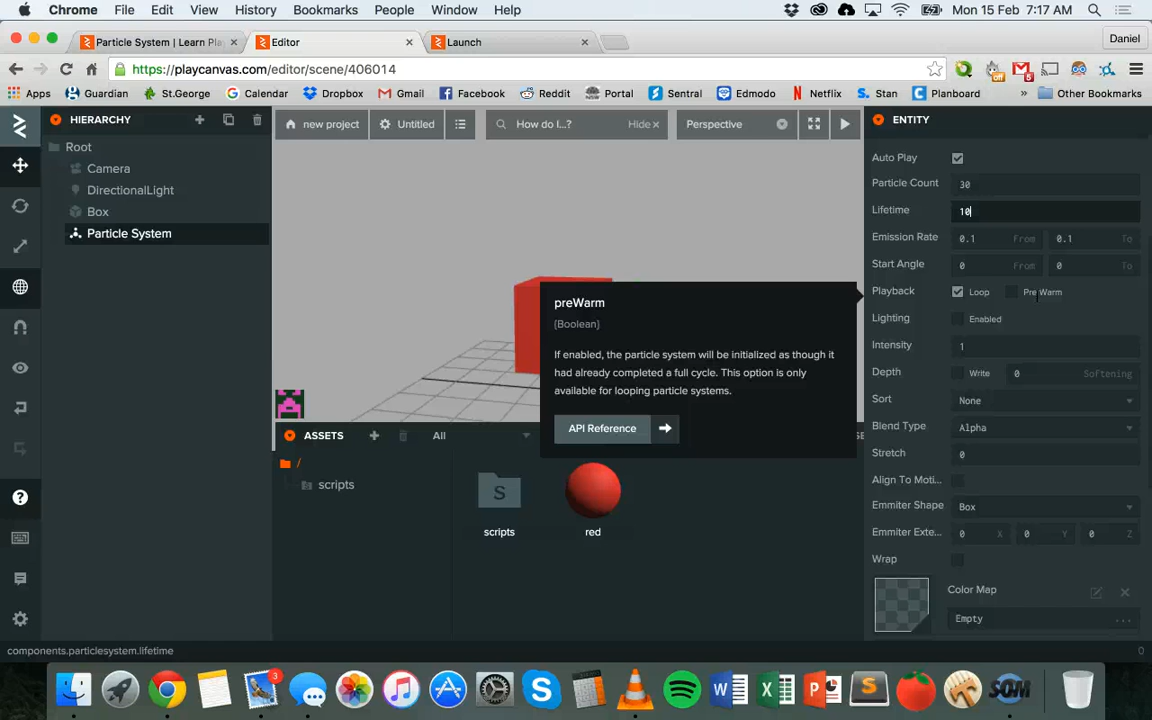 Chrome File Edit View History Bookmarks People Window Help Mon 15 Feb 7:17 AM
Particle System | Learn Pla Editor Launch Daniel
https://playcanvas.com/editor/scene/406014
Apps Guardian St.George Calendar Dropbox Gmail Facebook Reddit Portal Sentral Edmodo Netflix Stan Planboard » Other Bookmarks
HIERARCHY
Root
Camera
DirectionalLight
Box
Particle System
new project Untitled How do I...? Hide Perspective
preWarm
{Boolean}
If enabled, the particle system will be initialized as though it
had already completed a full cycle. This option is only
available for looping particle systems.
API Reference
ASSETS All
/
scripts
S
scripts
red
ENTITY
Auto Play
Particle Count 30
Lifetime 10
Emission Rate 0.1 From 0.1 To
Start Angle 0 From 0 To
Playback Loop Pre Warm
Lighting Enabled
Intensity 1
Depth Write 0 Softening
Sort None
Blend Type Alpha
Stretch 0
Align To Moti...
Emmiter Shape Box
Emmiter Exte... 0 X 0 Y 0 Z
Wrap
Color Map
Empty ...
components.particlesystem.lifetime 0
3
SOM